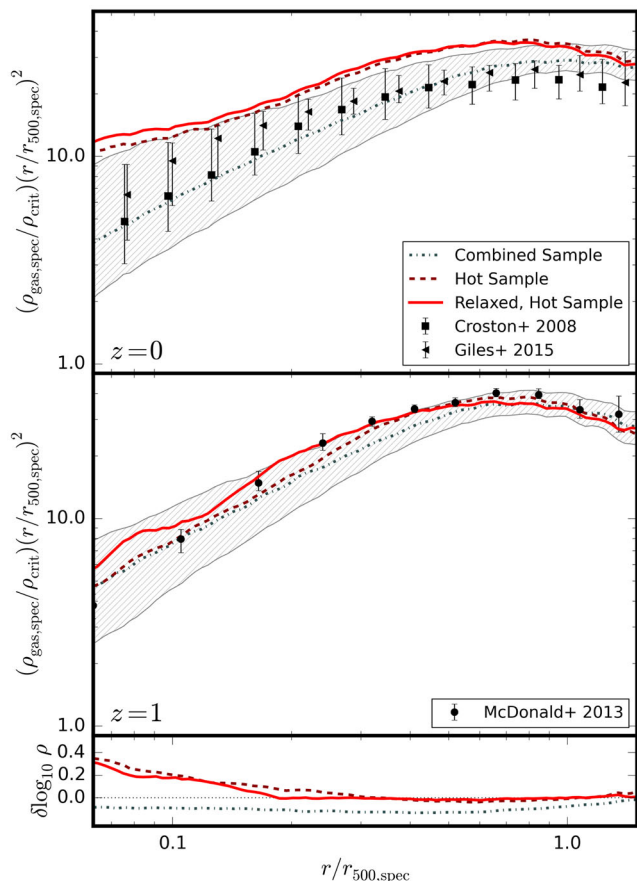 (ρgas,spec/ρcrit)(r/r500,spec)²
10.0
1.0
z=0
Combined Sample
Hot Sample
Relaxed, Hot Sample
Croston+ 2008
Giles+ 2015
(ρgas,spec/ρcrit)(r/r500,spec)²
10.0
1.0
z=1
McDonald+ 2013
δlog10 ρ
0.4
0.2
0.0
0.1
1.0
r/r500,spec